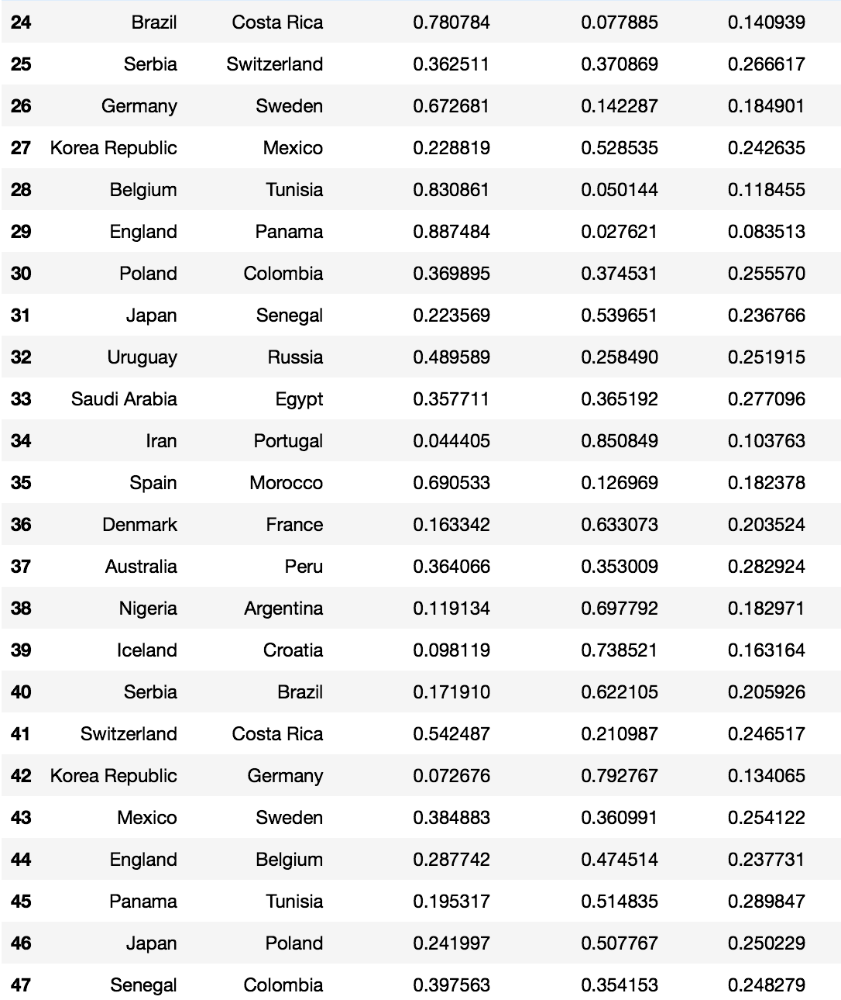 24 Brazil Costa Rica 0.780784 0.077885 0.140939
25 Serbia Switzerland 0.362511 0.370869 0.266617
26 Germany Sweden 0.672681 0.142287 0.184901
27 Korea Republic Mexico 0.228819 0.528535 0.242635
28 Belgium Tunisia 0.830861 0.050144 0.118455
29 England Panama 0.887484 0.027621 0.083513
30 Poland Colombia 0.369895 0.374531 0.255570
31 Japan Senegal 0.223569 0.539651 0.236766
32 Uruguay Russia 0.489589 0.258490 0.251915
33 Saudi Arabia Egypt 0.357711 0.365192 0.277096
34 Iran Portugal 0.044405 0.850849 0.103763
35 Spain Morocco 0.690533 0.126969 0.182378
36 Denmark France 0.163342 0.633073 0.203524
37 Australia Peru 0.364066 0.353009 0.282924
38 Nigeria Argentina 0.119134 0.697792 0.182971
39 Iceland Croatia 0.098119 0.738521 0.163164
40 Serbia Brazil 0.171910 0.622105 0.205926
41 Switzerland Costa Rica 0.542487 0.210987 0.246517
42 Korea Republic Germany 0.072676 0.792767 0.134065
43 Mexico Sweden 0.384883 0.360991 0.254122
44 England Belgium 0.287742 0.474514 0.237731
45 Panama Tunisia 0.195317 0.514835 0.289847
46 Japan Poland 0.241997 0.507767 0.250229
47 Senegal Colombia 0.397563 0.354153 0.248279